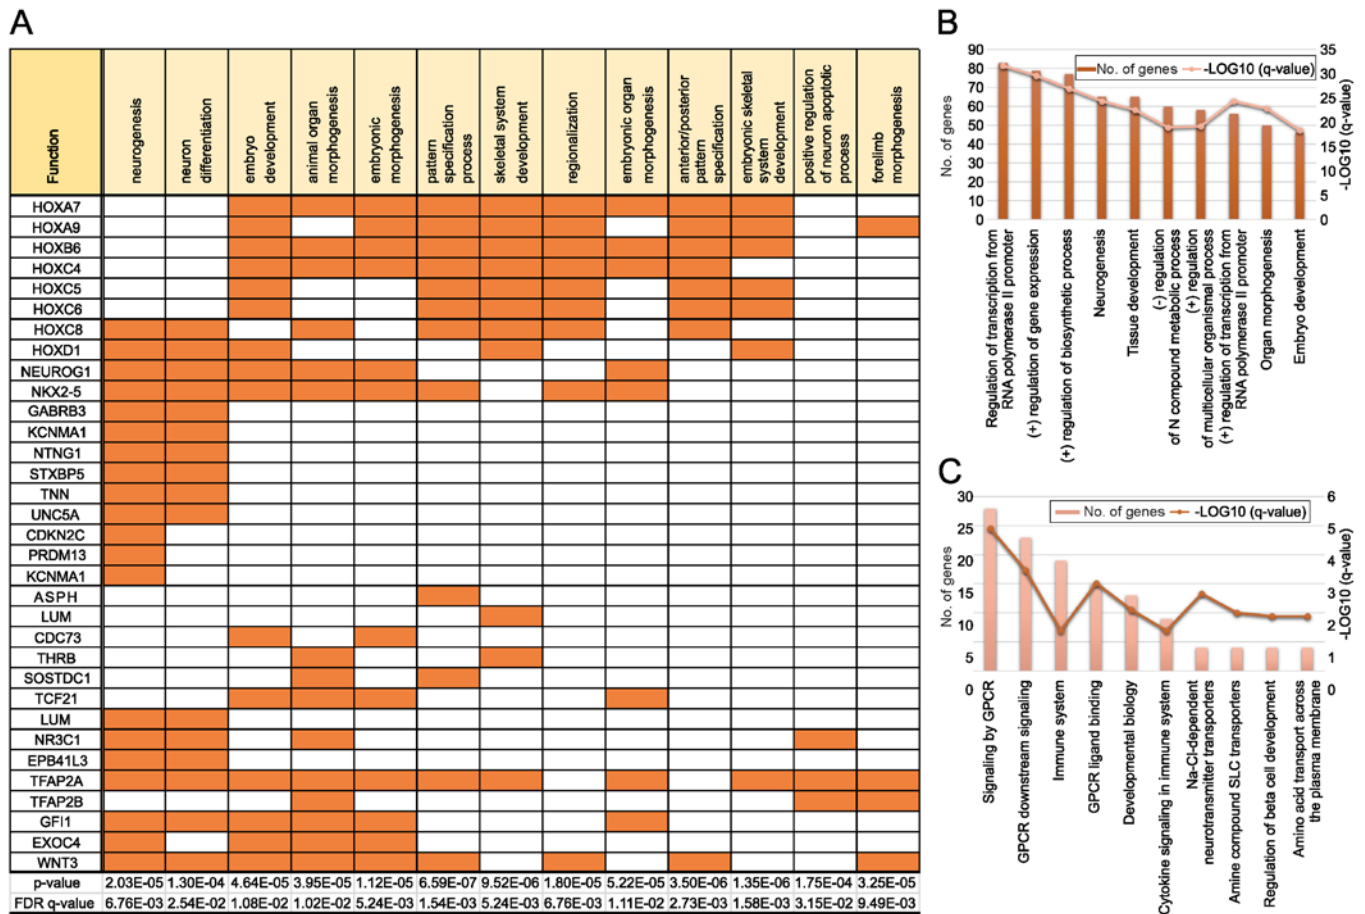 A
Function
neurogenesis
neuron
differentiation
embryo
development
animal organ
morphogenesis
embryonic
morphogenesis
pattern
specification
process
skeletal system
development
regionalization
embryonic organ
morphogenesis
anterior/posterior
pattern
specification
embryonic skeletal
system
development
positive regulation
of neuron apoptotic
process
forelimb
morphogenesis
HOXA7
HOXA9
HOXB6
HOXC4
HOXC5
HOXC6
HOXC8
HOXD1
NEUROG1
NKX2-5
GABRB3
KCNMA1
NTNG1
STXBP5
TNN
UNC5A
CDKN2C
PRDM13
KCNMA1
ASPH
LUM
CDC73
THRB
SOSTDC1
TCF21
LUM
NR3C1
EPB41L3
TFAP2A
TFAP2B
GFI1
EXOC4
WNT3
p-value 2.03E-05 1.30E-04 4.64E-05 3.95E-05 1.12E-05 6.59E-07 9.52E-06 1.80E-05 5.22E-05 3.50E-06 1.35E-06 1.75E-04 3.25E-05
FDR q-value 6.76E-03 2.54E-02 1.08E-02 1.02E-02 5.24E-03 1.54E-03 5.24E-03 6.76E-03 1.11E-02 2.73E-03 1.58E-03 3.15E-02 9.49E-03
B
No. of genes
90
80
70
60
50
40
30
20
10
0
No. of genes -LOG10 (q-value)
35
30
25
20
15
10
5
0
-LOG10 (q-value)
Regulation of transcription from
RNA polymerase II promoter
(+) regulation of gene expression
(+) regulation of biosynthetic process
Neurogenesis
Tissue development
(-) regulation
of N compound metabolic process
(+) regulation
of multicellular organismal process
(+) regulation of transcription from
RNA polymerase II promoter
Organ morphogenesis
Embryo development
C
No. of genes
30
25
20
15
10
5
0
No. of genes -LOG10 (q-value)
6
5
4
3
2
1
0
-LOG10 (q-value)
Signaling by GPCR
GPCR downstream signaling
Immune system
GPCR ligand binding
Developmental biology
Cytokine signaling in immune system
Na-Cl-dependent
neurotransmitter transporters
Amine compound SLC transporters
Regulation of beta cell development
Amino acid transport across
the plasma membrane